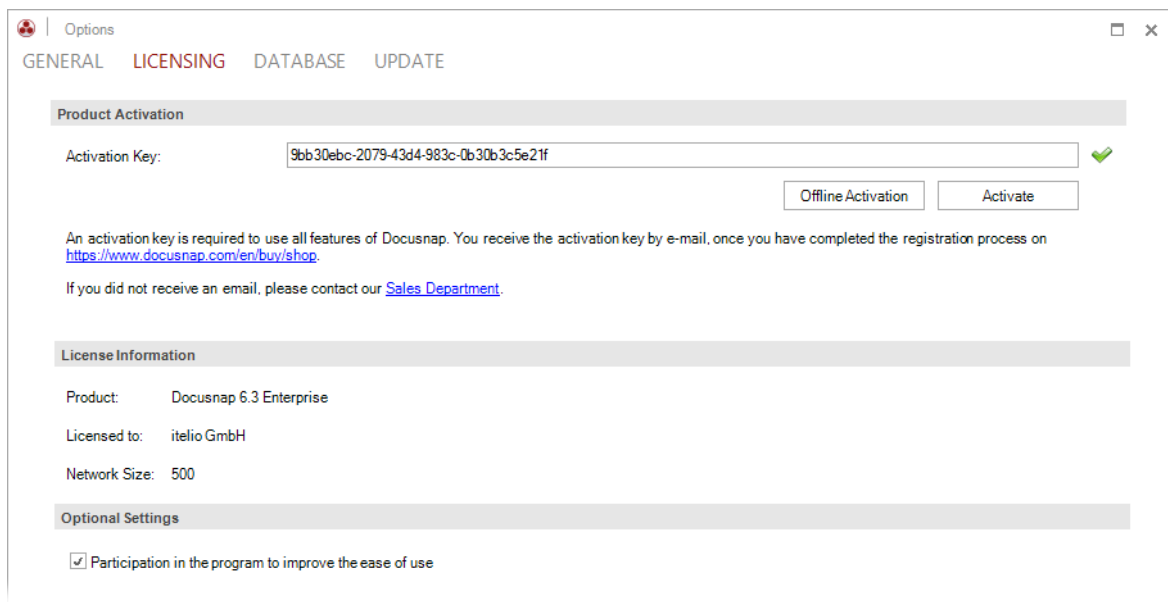 Options
GENERAL LICENSING DATABASE UPDATE
Product Activation
Activation Key: 9bb30ebc-2079-43d4-983c-0b30b3c5e21f
Offline Activation Activate
An activation key is required to use all features of Docusnap. You receive the activation key by e-mail, once you have completed the registration process on
https://www.docusnap.com/en/buy/shop.
If you did not receive an email, please contact our Sales Department.
License Information
Product: Docusnap 6.3 Enterprise
Licensed to: itelio GmbH
Network Size: 500
Optional Settings
Participation in the program to improve the ease of use